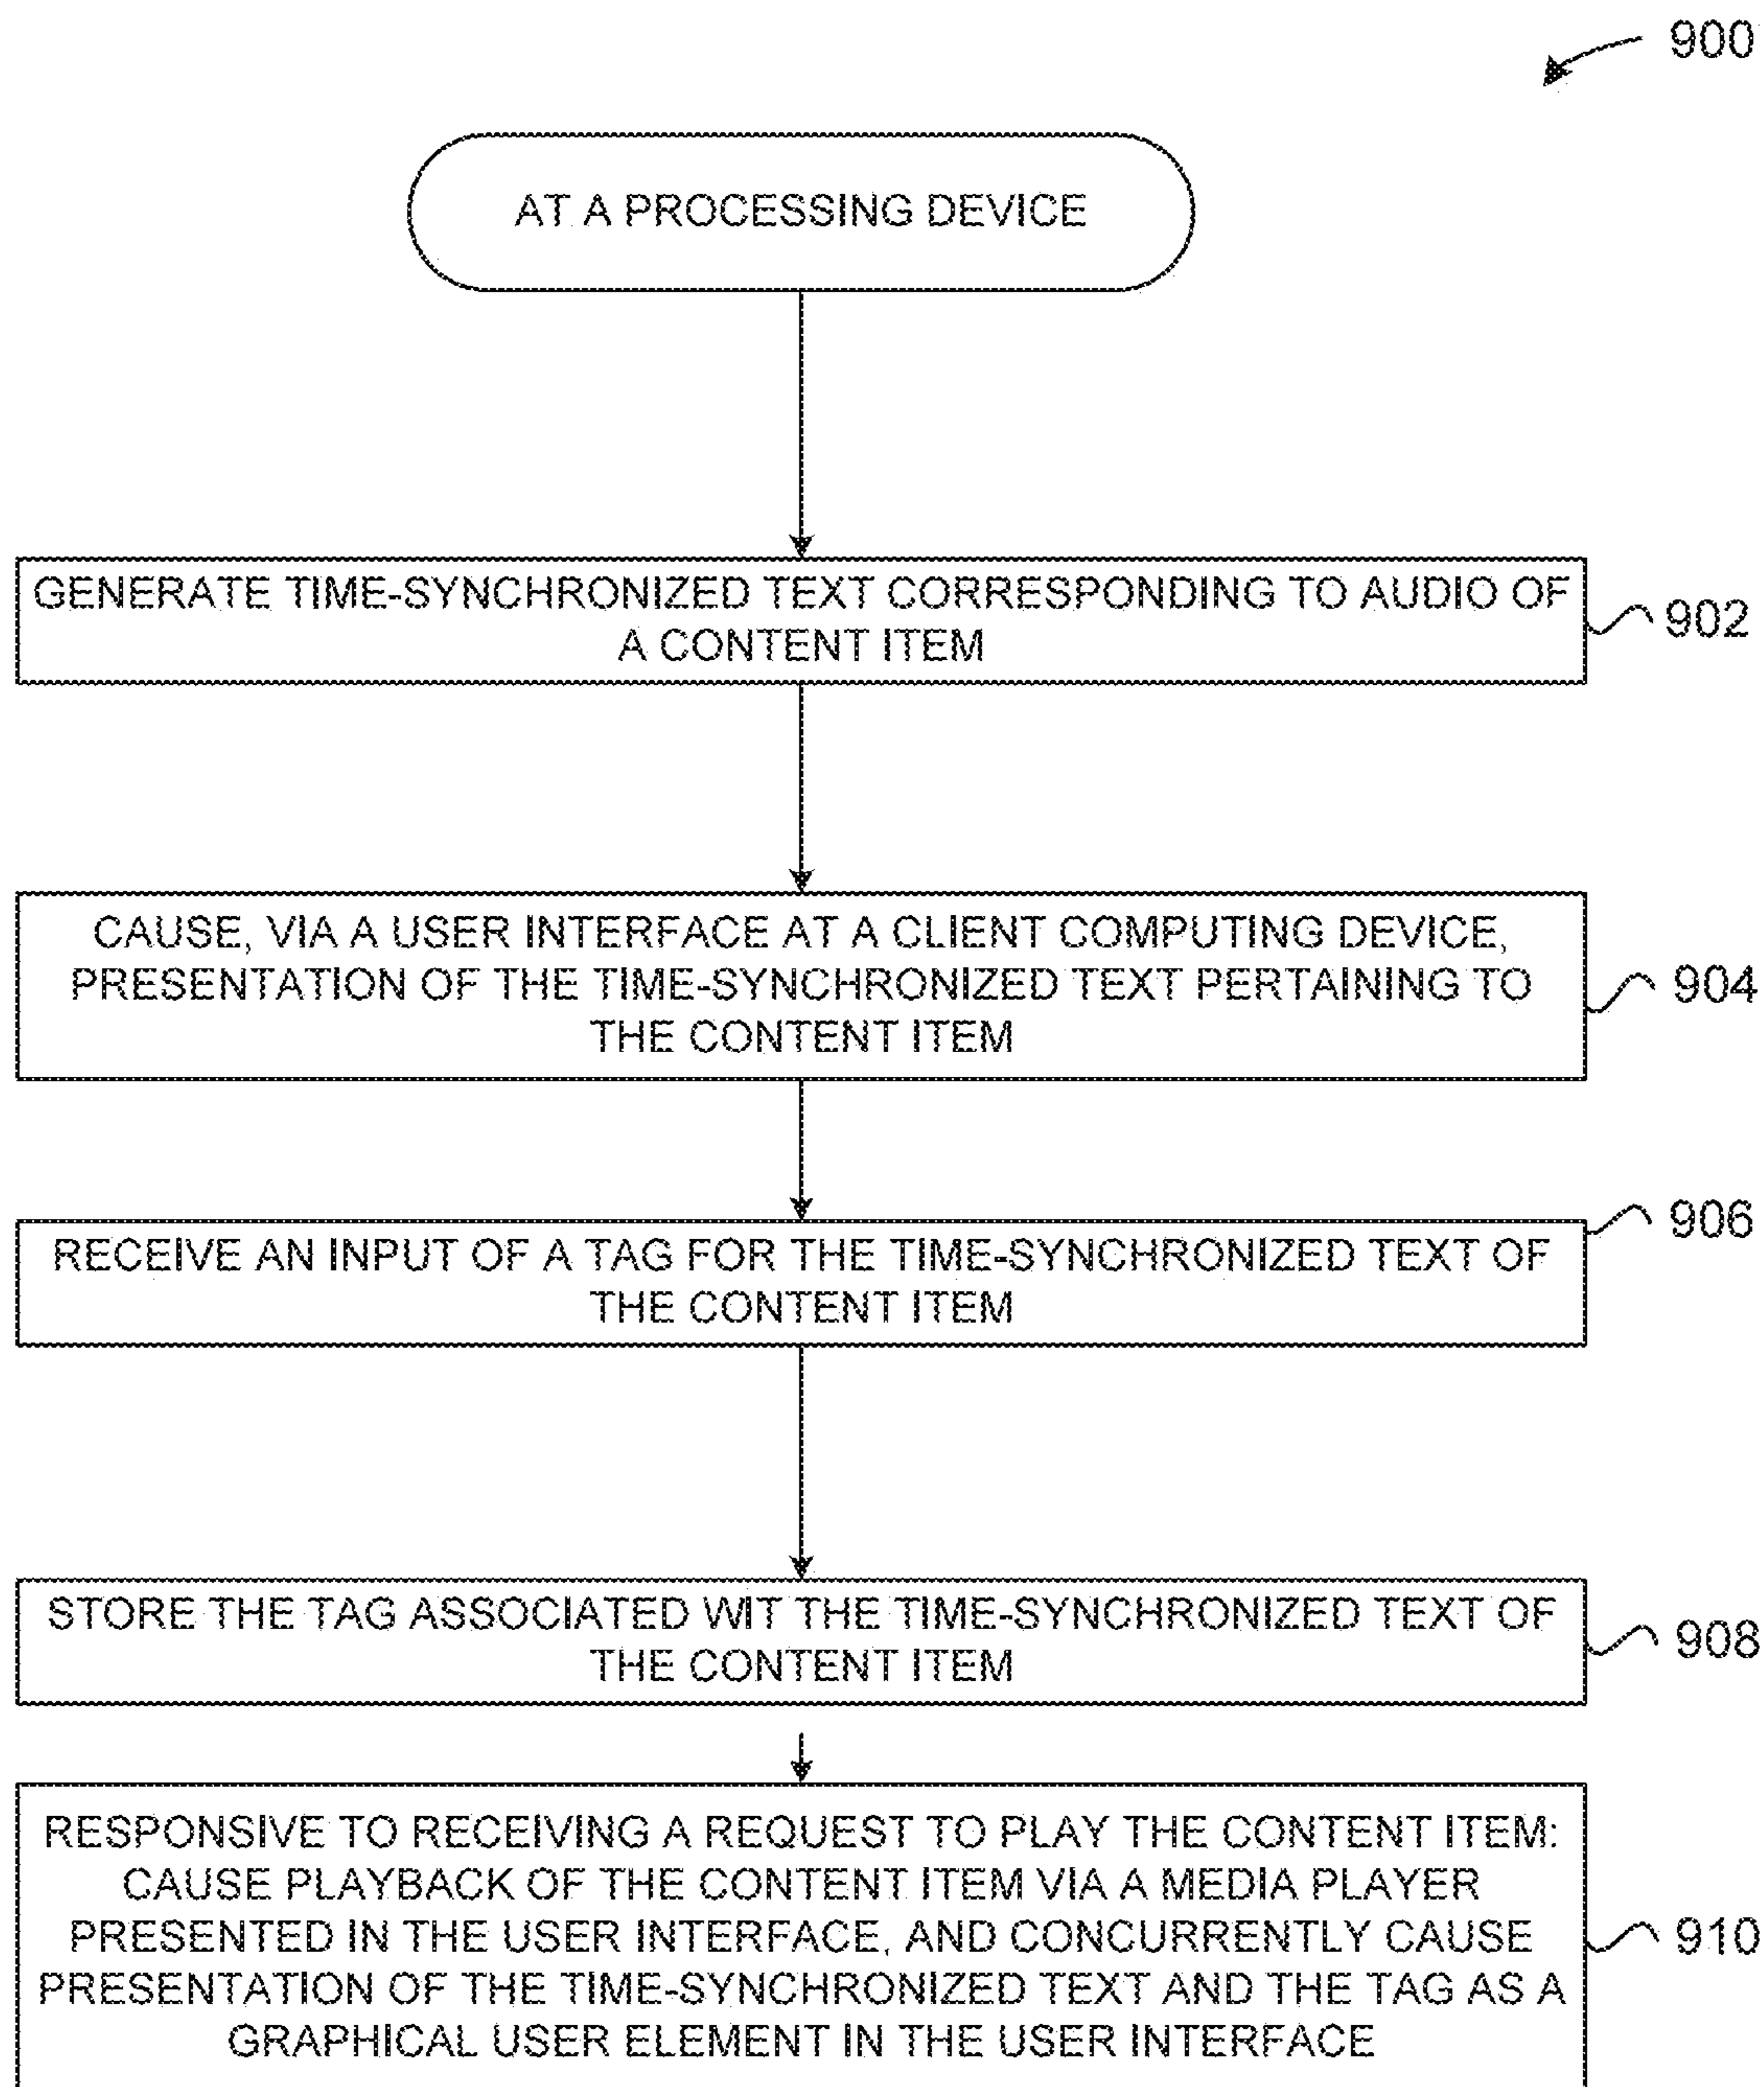 900
AT A PROCESSING DEVICE
GENERATE TIME-SYNCHRONIZED TEXT CORRESPONDING TO AUDIO OF
A CONTENT ITEM
902
CAUSE, VIA A USER INTERFACE AT A CLIENT COMPUTING DEVICE,
PRESENTATION OF THE TIME-SYNCHRONIZED TEXT PERTAINING TO
THE CONTENT ITEM
904
RECEIVE AN INPUT OF A TAG FOR THE TIME-SYNCHRONIZED TEXT OF
THE CONTENT ITEM
906
STORE THE TAG ASSOCIATED WIT THE TIME-SYNCHRONIZED TEXT OF
THE CONTENT ITEM
908
RESPONSIVE TO RECEIVING A REQUEST TO PLAY THE CONTENT ITEM:
CAUSE PLAYBACK OF THE CONTENT ITEM VIA A MEDIA PLAYER
PRESENTED IN THE USER INTERFACE, AND CONCURRENTLY CAUSE
PRESENTATION OF THE TIME-SYNCHRONIZED TEXT AND THE TAG AS A
GRAPHICAL USER ELEMENT IN THE USER INTERFACE
910